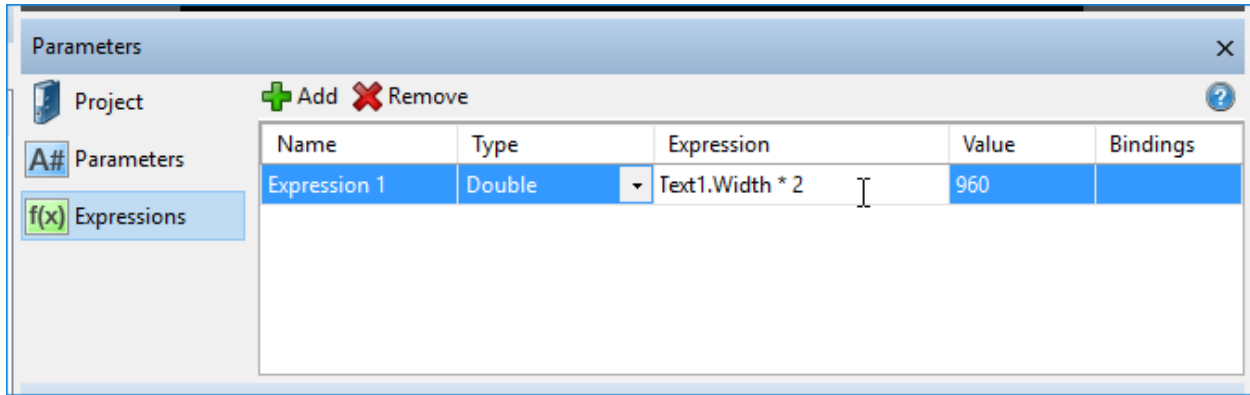 Parameters
Project
Add Remove
Name Type Expression Value Bindings
A# Parameters
Expression 1 Double Text1.Width * 2 960
f(x) Expressions